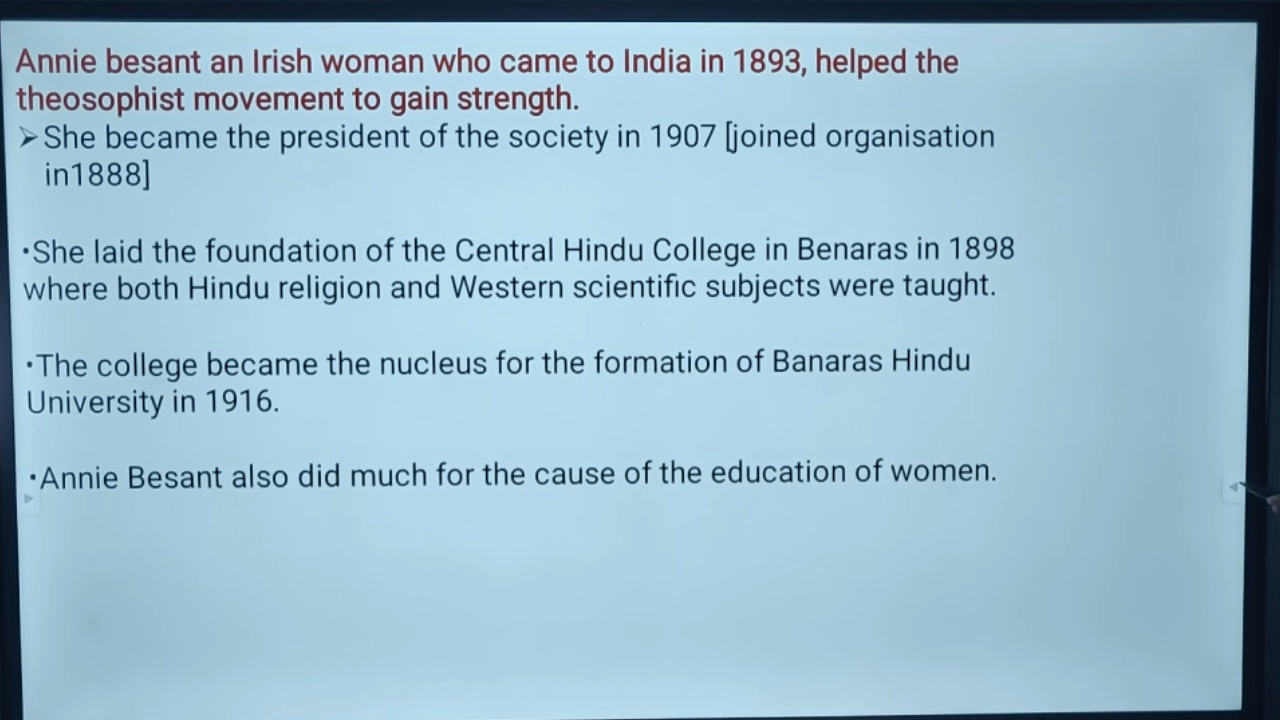 Annie besant an Irish woman who came to India in 1893, helped the
theosophist movement to gain strength.
➢She became the president of the society in 1907 [joined organisation
in1888]
•She laid the foundation of the Central Hindu College in Benaras in 1898
where both Hindu religion and Western scientific subjects were taught.
•The college became the nucleus for the formation of Banaras Hindu
University in 1916.
•Annie Besant also did much for the cause of the education of women.